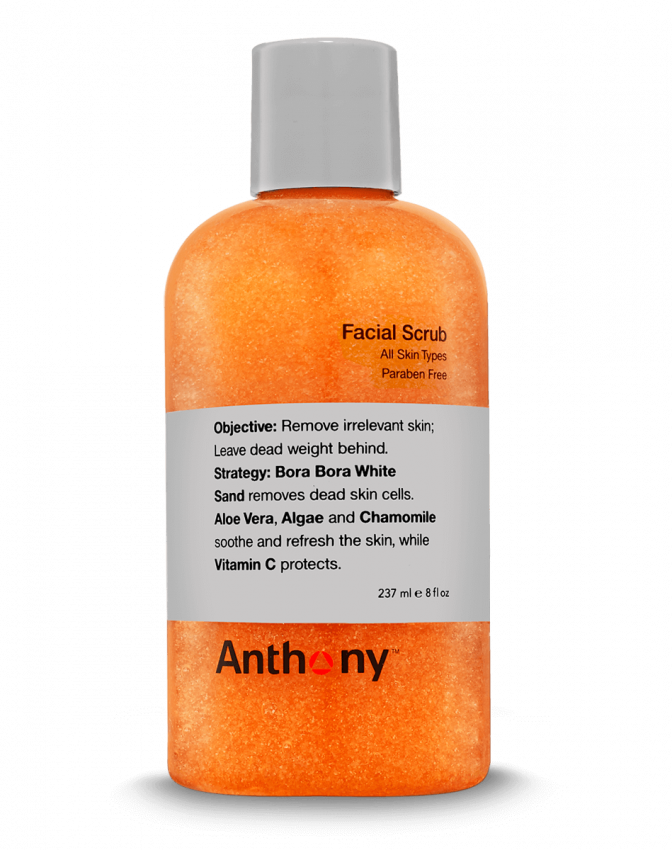 Facial Scrub
All Skin Types
Paraben Free
Objective: Remove irrelevant skin;
Leave dead weight behind.
Strategy: Bora Bora White
Sand removes dead skin cells.
Aloe Vera, Algae and Chamomile
soothe and refresh the skin, while
Vitamin C protects.
237 ml e 8 fl oz
Anthony™